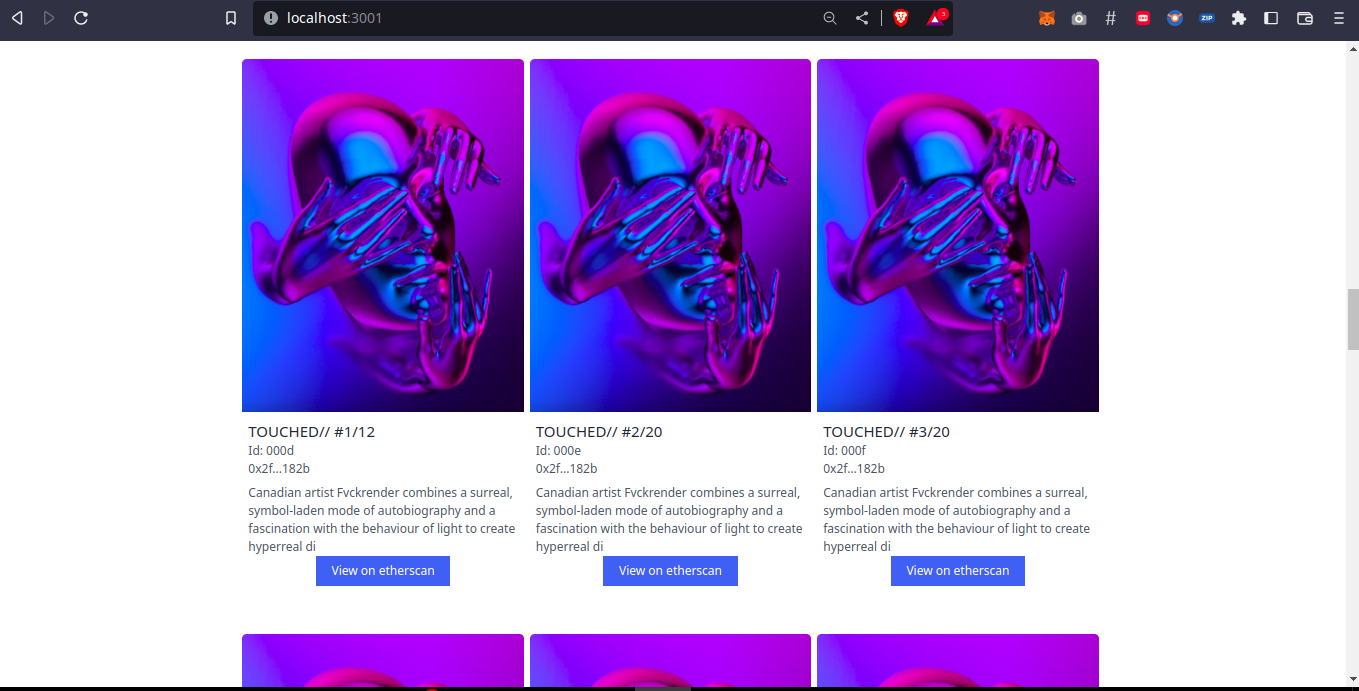 localhost:3001
3
ZIP
TOUCHED// #1/12
Id: 000d
0x2f...182b
Canadian artist Fvckrender combines a surreal,
symbol-laden mode of autobiography and a
fascination with the behaviour of light to create
hyperreal di
View on etherscan
TOUCHED// #2/20
Id: 000e
0x2f...182b
Canadian artist Fvckrender combines a surreal,
symbol-laden mode of autobiography and a
fascination with the behaviour of light to create
hyperreal di
View on etherscan
TOUCHED// #3/20
Id: 000f
0x2f...182b
Canadian artist Fvckrender combines a surreal,
symbol-laden mode of autobiography and a
fascination with the behaviour of light to create
hyperreal di
View on etherscan